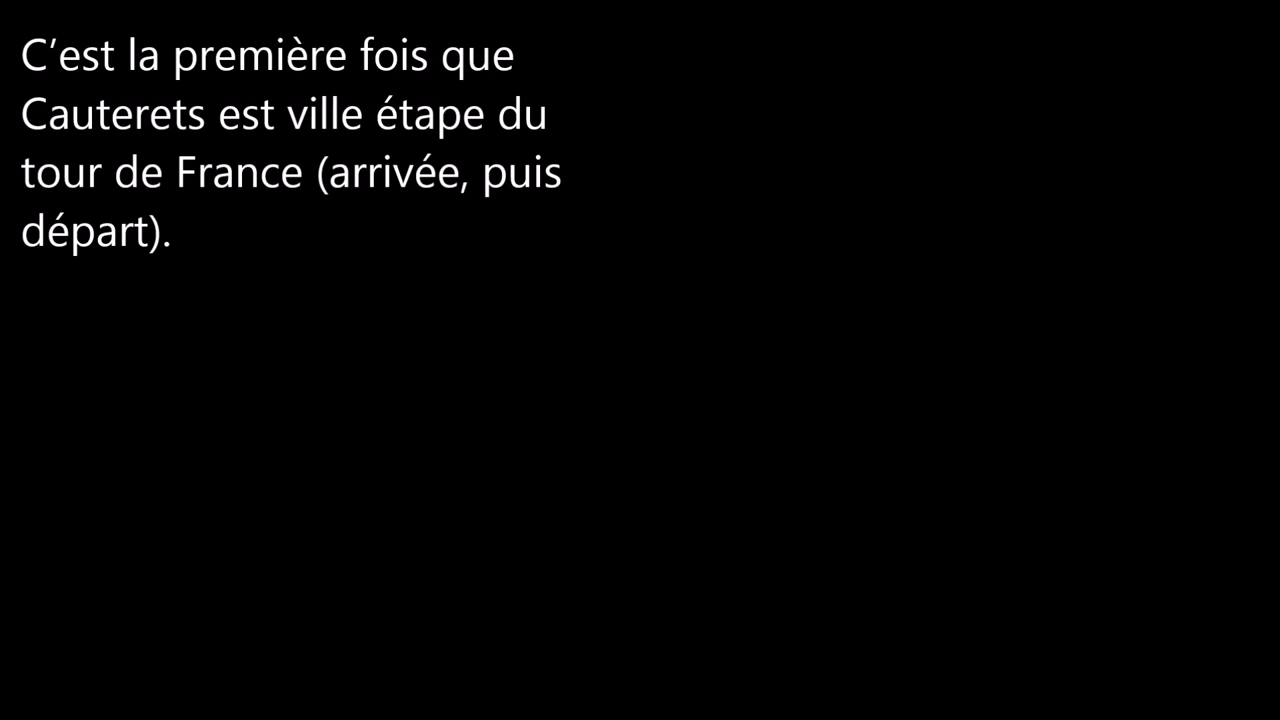 C’est la première fois que
Cauterets est ville étape du
tour de France (arrivée, puis
départ).